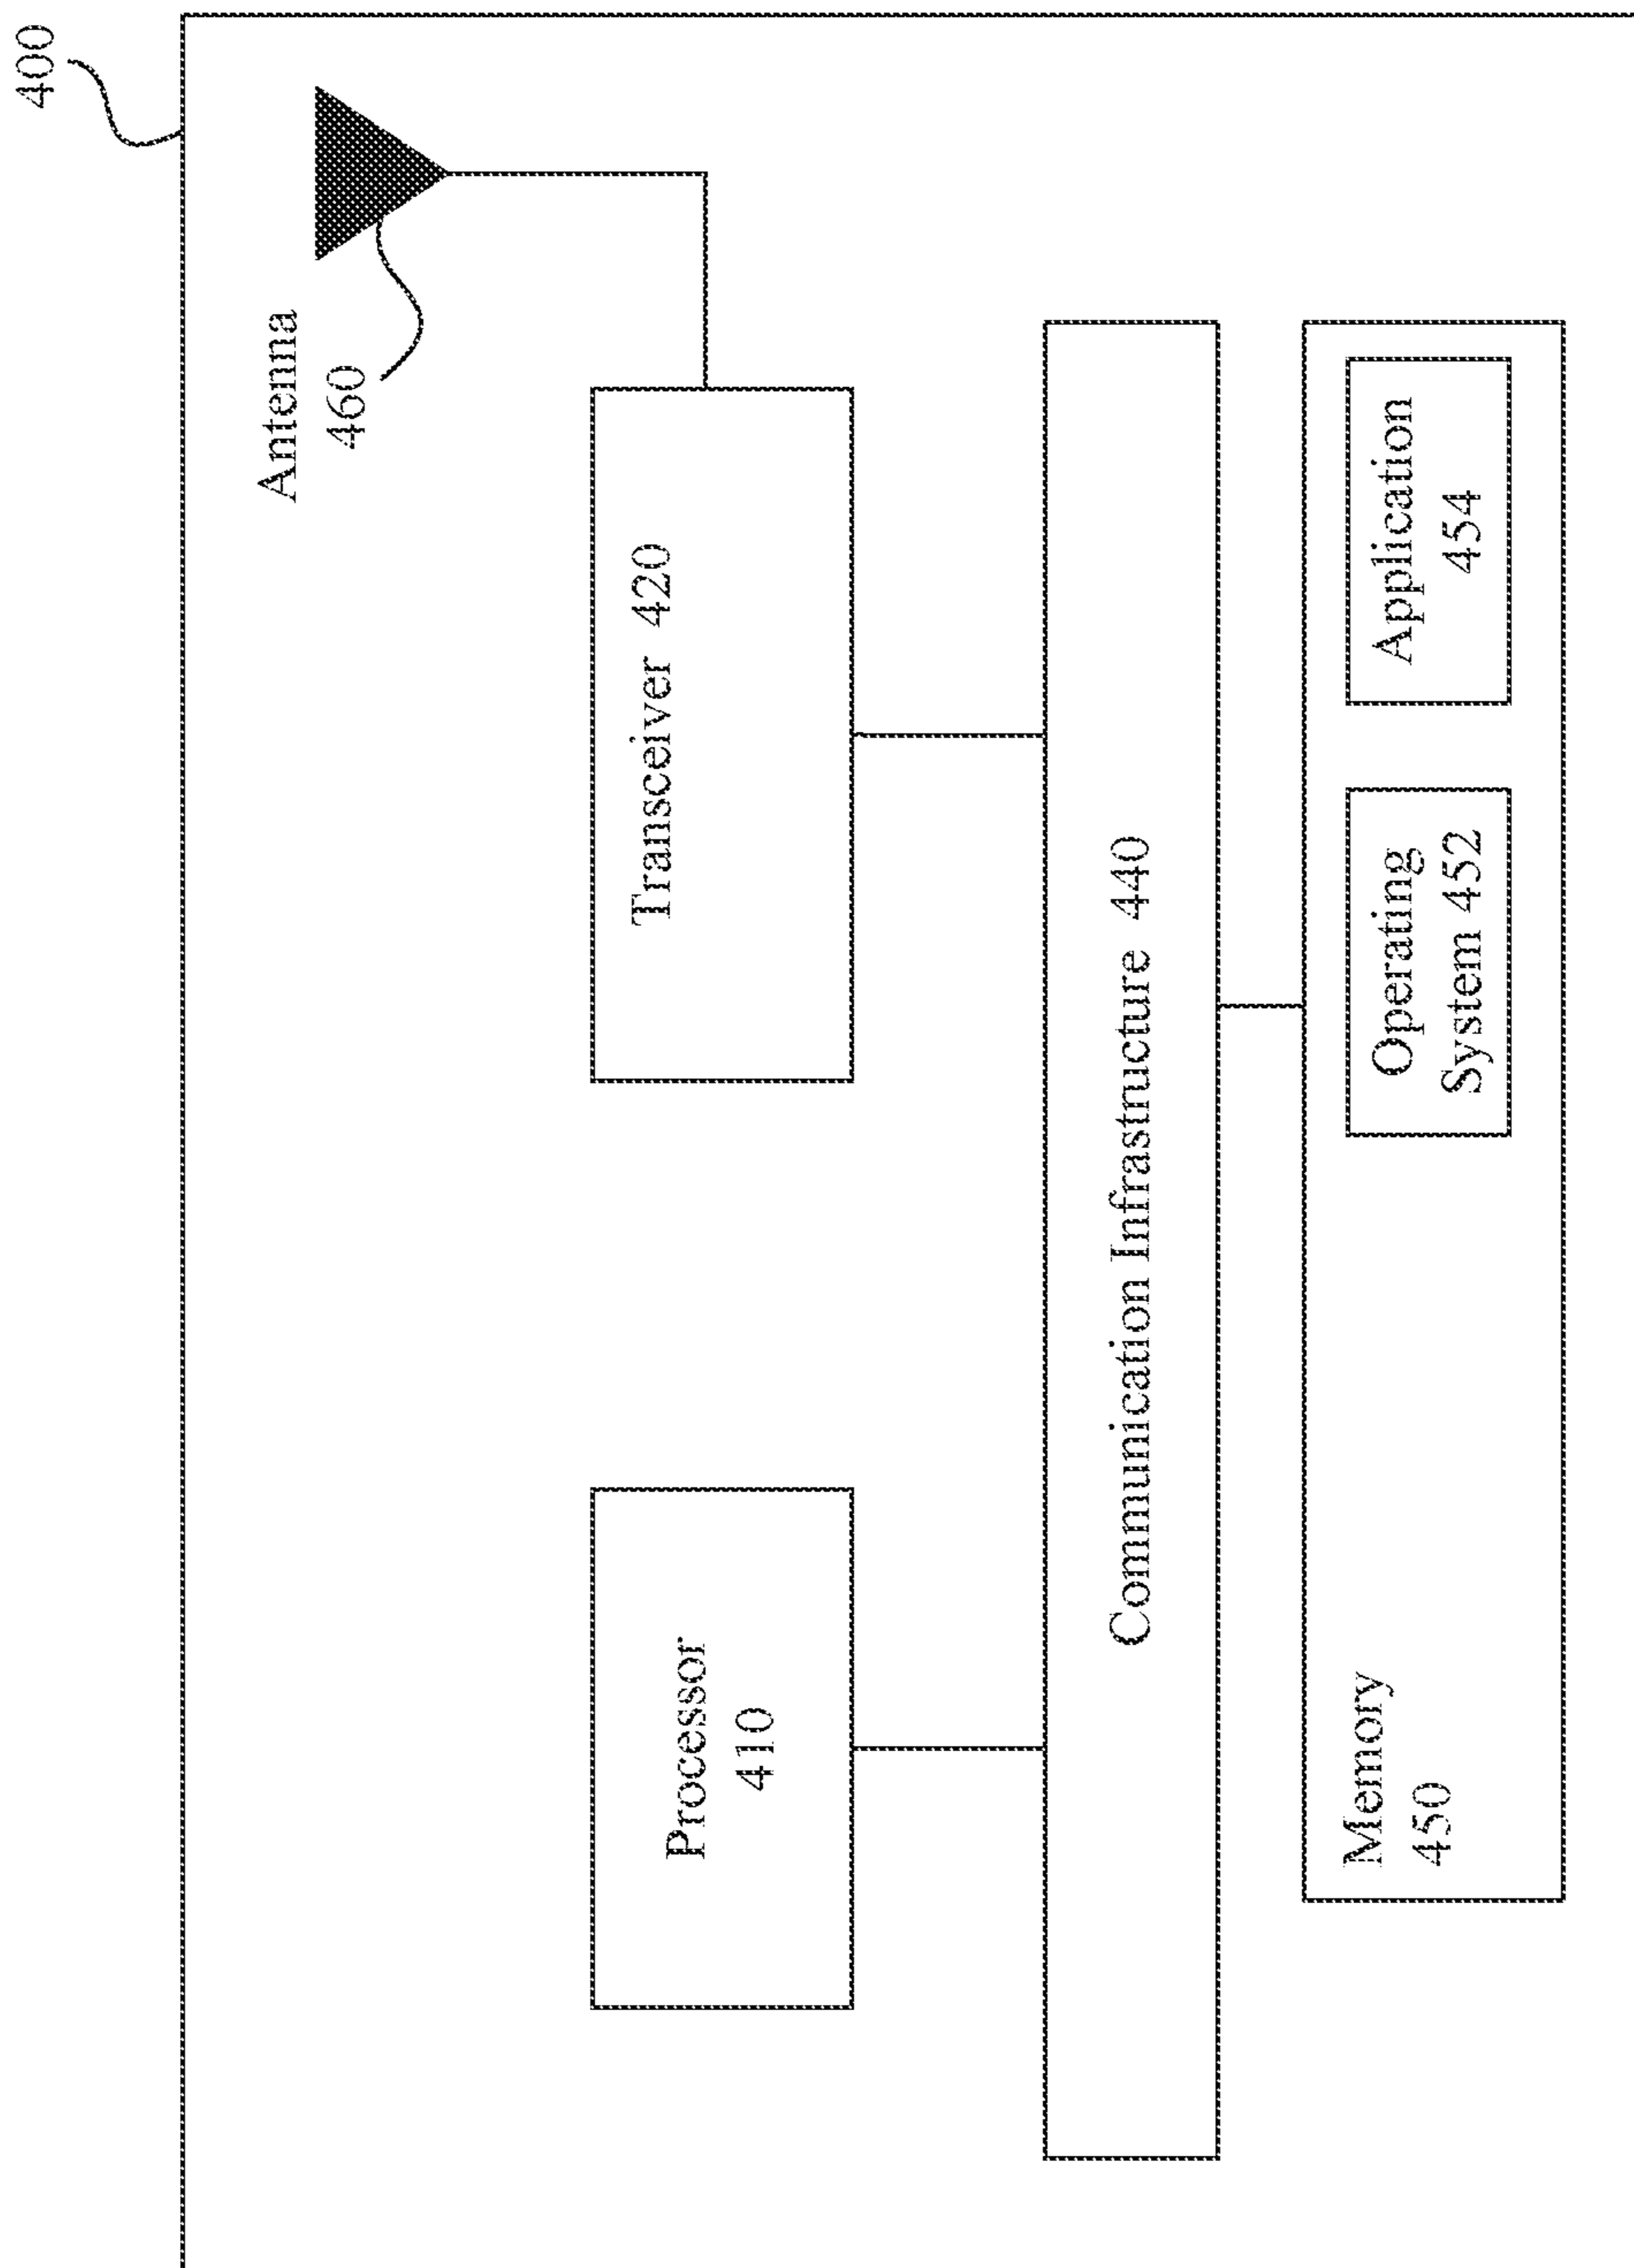 400
Antenna
460
Transceiver 420
Processor
410
Communication Infrastructure 440
Memory
450
Operating
System 452
Application
454